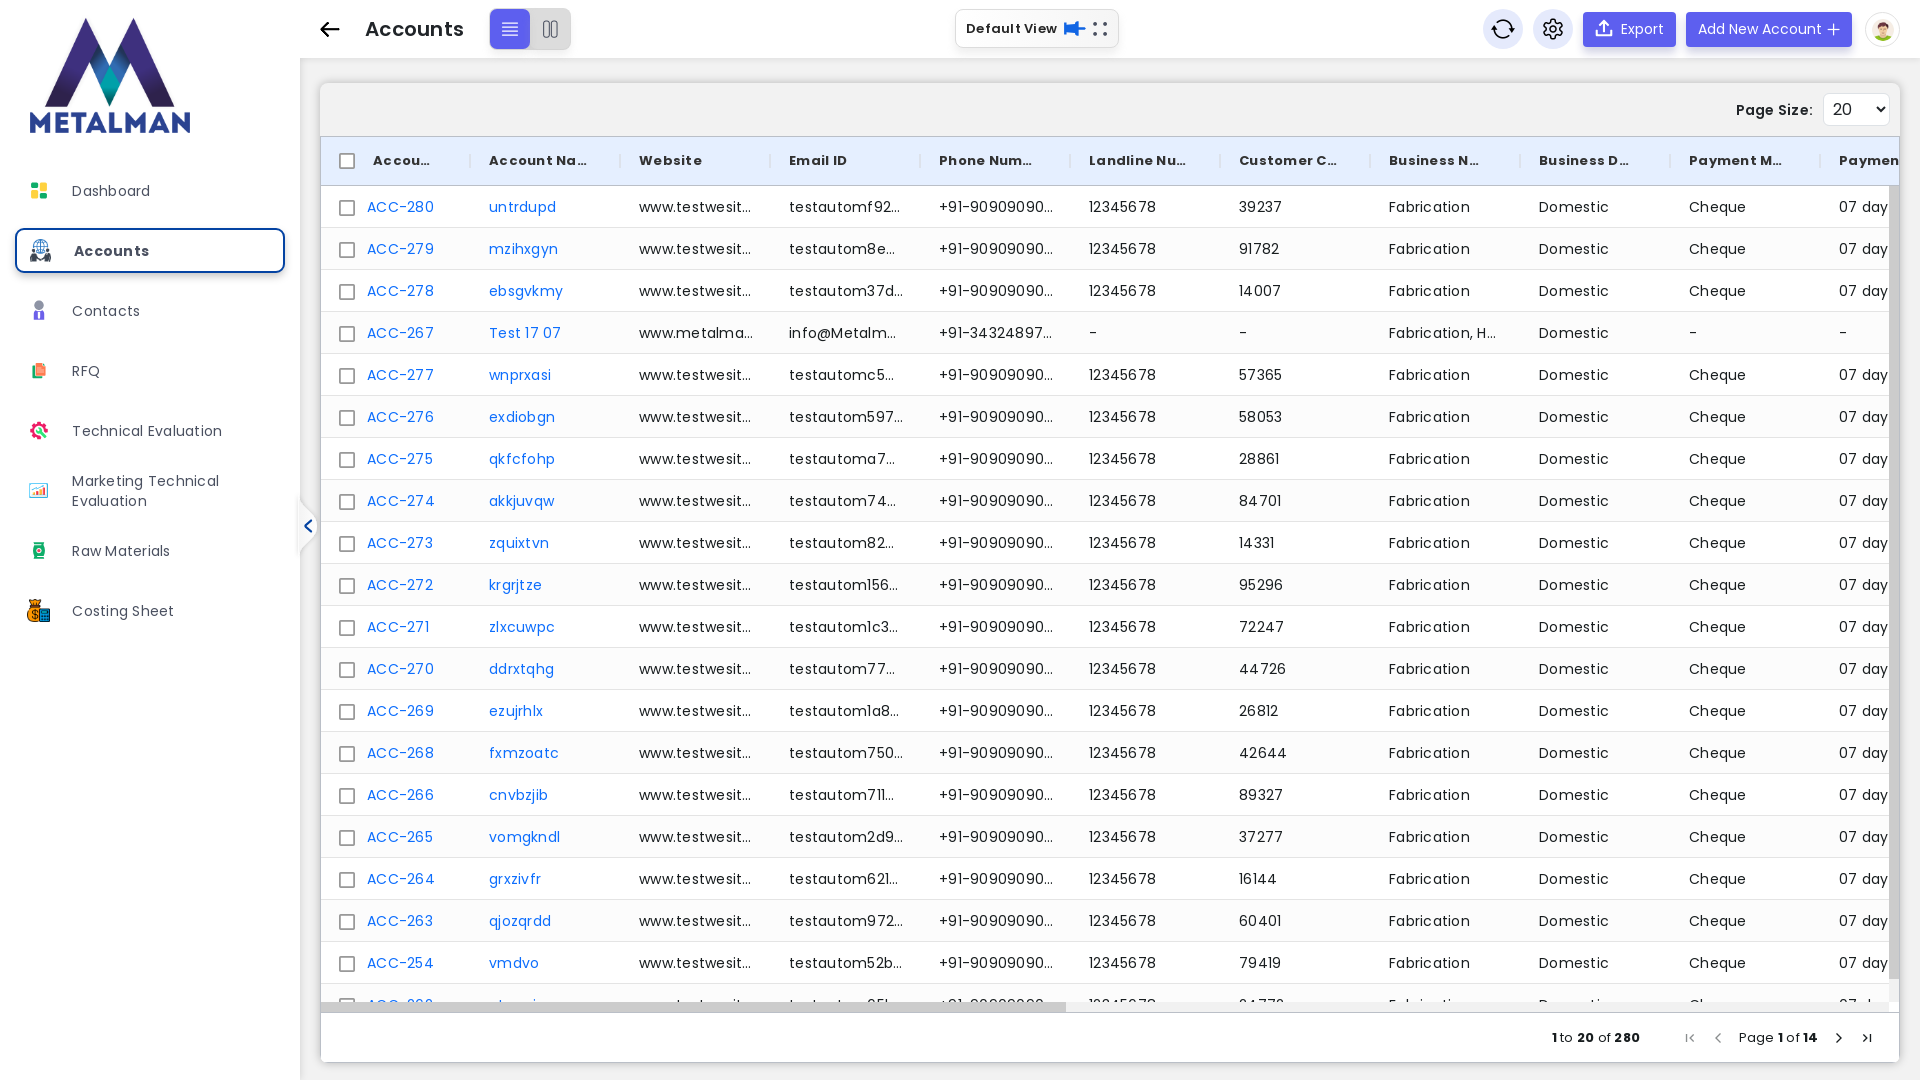 METALMAN
Dashboard
Accounts
Contacts
RFQ
Technical Evaluation
Marketing Technical
Evaluation
Raw Materials
Costing Sheet
Accounts
Default View
Export
Add New Account
Page Size: 20
Accou... Account Na... Website Email ID Phone Num... Landline Nu... Customer C... Business N... Business D... Payment M... Paymen
ACC-280 untrdupd www.testwesit... testautomf92... +91-90909090... 12345678 39237 Fabrication Domestic Cheque 07 day
ACC-279 mzihxgyn www.testwesit... testautom8e... +91-90909090... 12345678 91782 Fabrication Domestic Cheque 07 day
ACC-278 ebsgvkmy www.testwesit... testautom37d... +91-90909090... 12345678 14007 Fabrication Domestic Cheque 07 day
ACC-267 Test 17 07 www.metalma... info@Metalm... +91-34324897... - - Fabrication, H... Domestic - -
ACC-277 wnprxasi www.testwesit... testautomc5... +91-90909090... 12345678 57365 Fabrication Domestic Cheque 07 day
ACC-276 exdiobgn www.testwesit... testautom597... +91-90909090... 12345678 58053 Fabrication Domestic Cheque 07 day
ACC-275 qkfcfohp www.testwesit... testautoma7... +91-90909090... 12345678 28861 Fabrication Domestic Cheque 07 day
ACC-274 akkjuvqw www.testwesit... testautom74... +91-90909090... 12345678 84701 Fabrication Domestic Cheque 07 day
ACC-273 zquixtvn www.testwesit... testautom82... +91-90909090... 12345678 14331 Fabrication Domestic Cheque 07 day
ACC-272 krgrjtze www.testwesit... testautom156... +91-90909090... 12345678 95296 Fabrication Domestic Cheque 07 day
ACC-271 zlxcuwpc www.testwesit... testautom1c3... +91-90909090... 12345678 72247 Fabrication Domestic Cheque 07 day
ACC-270 ddrxtqhg www.testwesit... testautom77... +91-90909090... 12345678 44726 Fabrication Domestic Cheque 07 day
ACC-269 ezujrhlx www.testwesit... testautom1a8... +91-90909090... 12345678 26812 Fabrication Domestic Cheque 07 day
ACC-268 fxmzoatc www.testwesit... testautom750... +91-90909090... 12345678 42644 Fabrication Domestic Cheque 07 day
ACC-266 cnvbzjib www.testwesit... testautom711... +91-90909090... 12345678 89327 Fabrication Domestic Cheque 07 day
ACC-265 vomgkndl www.testwesit... testautom2d9... +91-90909090... 12345678 37277 Fabrication Domestic Cheque 07 day
ACC-264 grxzivfr www.testwesit... testautom621... +91-90909090... 12345678 16144 Fabrication Domestic Cheque 07 day
ACC-263 qjozqrdd www.testwesit... testautom972... +91-90909090... 12345678 60401 Fabrication Domestic Cheque 07 day
ACC-254 vmdvo www.testwesit... testautom52b... +91-90909090... 12345678 79419 Fabrication Domestic Cheque 07 day
1 to 20 of 280 Page 1 of 14